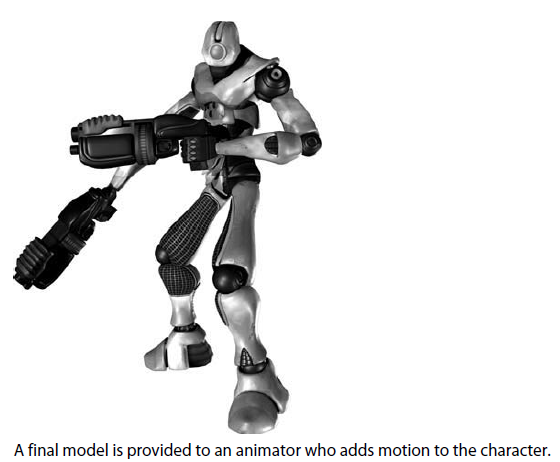 A final model is provided to an animator who adds motion to the character.